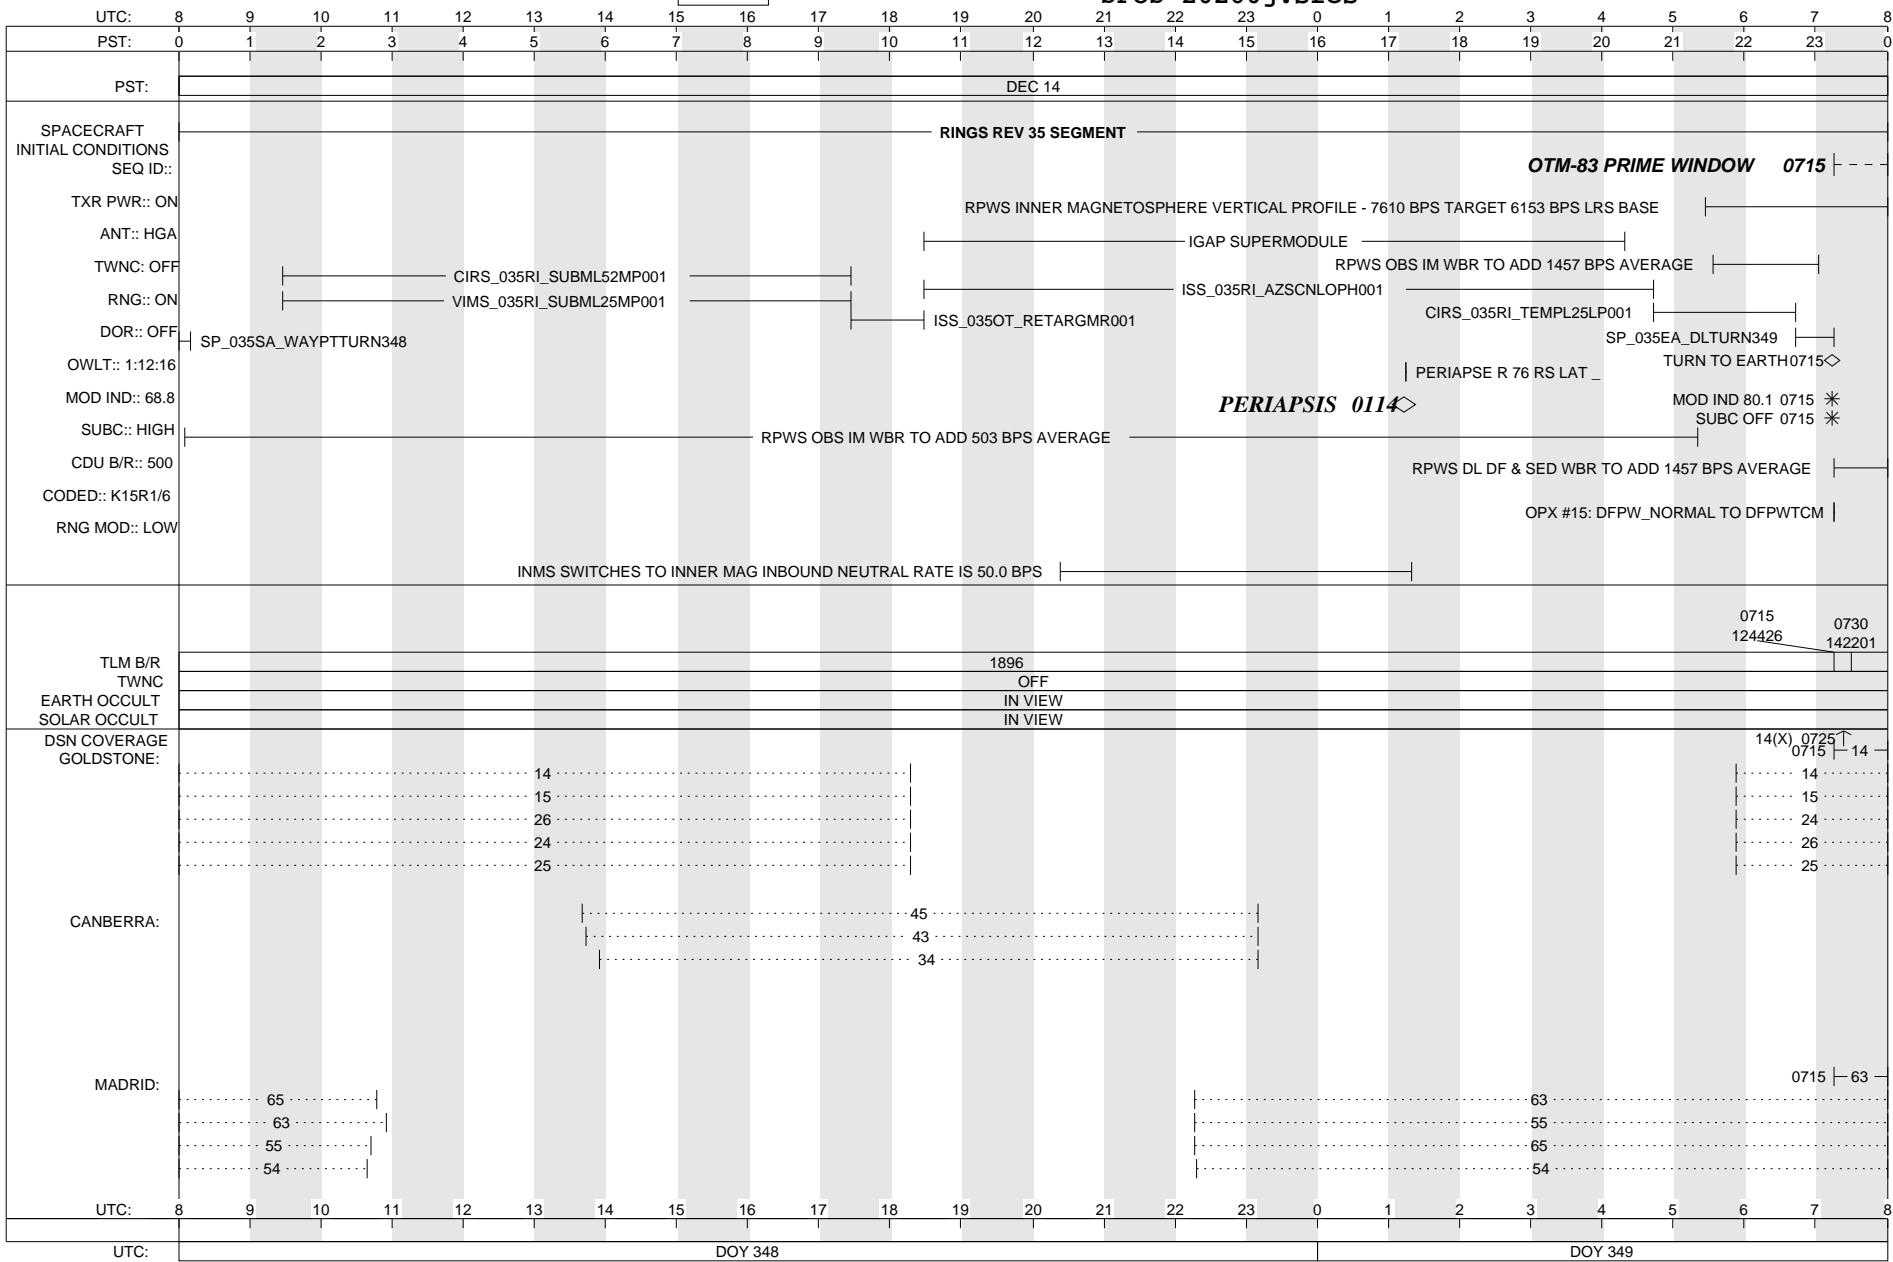 UTC: 8 9 10 11 12 13 14 15 16 17 18 19 20 21 22 23 0 1 2 3 4 5 6 7 8
PST: 0 1 2 3 4 5 6 7 8 9 10 11 12 13 14 15 16 17 18 19 20 21 22 23 0
PST: DEC 14
SPACECRAFT
INITIAL CONDITIONS
RINGS REV 35 SEGMENT
SEQ ID::
OTM-83 PRIME WINDOW 0715
TXR PWR:: ON
RPWS INNER MAGNETOSPHERE VERTICAL PROFILE - 7610 BPS TARGET 6153 BPS LRS BASE
ANT:: HGA
IGAP SUPERMODULE
TWNC: OFF
RPWS OBS IM WBR TO ADD 1457 BPS AVERAGE
CIRS_035RI_SUBML52MP001
ISS_035RI_AZSCNLOPH001
RNG:: ON
VIMS_035RI_SUBML25MP001
CIRS_035RI_TEMPL25LP001
ISS_035OT_RETARGMR001
DOR:: OFF
SP_035SA_WAYPTTURN348
SP_035EA_DLTURN349
OWLT:: 1:12:16
TURN TO EARTH0715
PERIAPSE R 76 RS LAT _
MOD IND:: 68.8
PERIAPSIS 0114
MOD IND 80.1 0715
SUBC OFF 0715
SUBC:: HIGH
RPWS OBS IM WBR TO ADD 503 BPS AVERAGE
CDU B/R:: 500
RPWS DL DF & SED WBR TO ADD 1457 BPS AVERAGE
CODED:: K15R1/6
OPX #15: DFPW_NORMAL TO DFPWTCM
RNG MOD:: LOW
INMS SWITCHES TO INNER MAG INBOUND NEUTRAL RATE IS 50.0 BPS
0715
124426
0730
142201
TLM B/R 1896
TWNC OFF
EARTH OCCULT IN VIEW
SOLAR OCCULT IN VIEW
DSN COVERAGE
14(X) 0725
GOLDSTONE: 0715 14
14 14
15 15
26 24
24 26
25 25
CANBERRA:
45
43
34
MADRID: 0715 63
65 63
63 55
55 65
54 54
UTC: 8 9 10 11 12 13 14 15 16 17 18 19 20 21 22 23 0 1 2 3 4 5 6 7 8
UTC: DOY 348 DOY 349